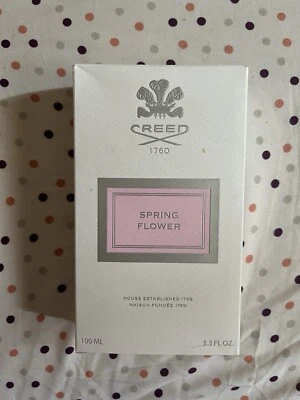 CREED
1760
SPRING
FLOWER
HOUSE ESTABLISHED 1760
MAISON FONDÉE 1760
100 ML
3.3 FL.OZ.